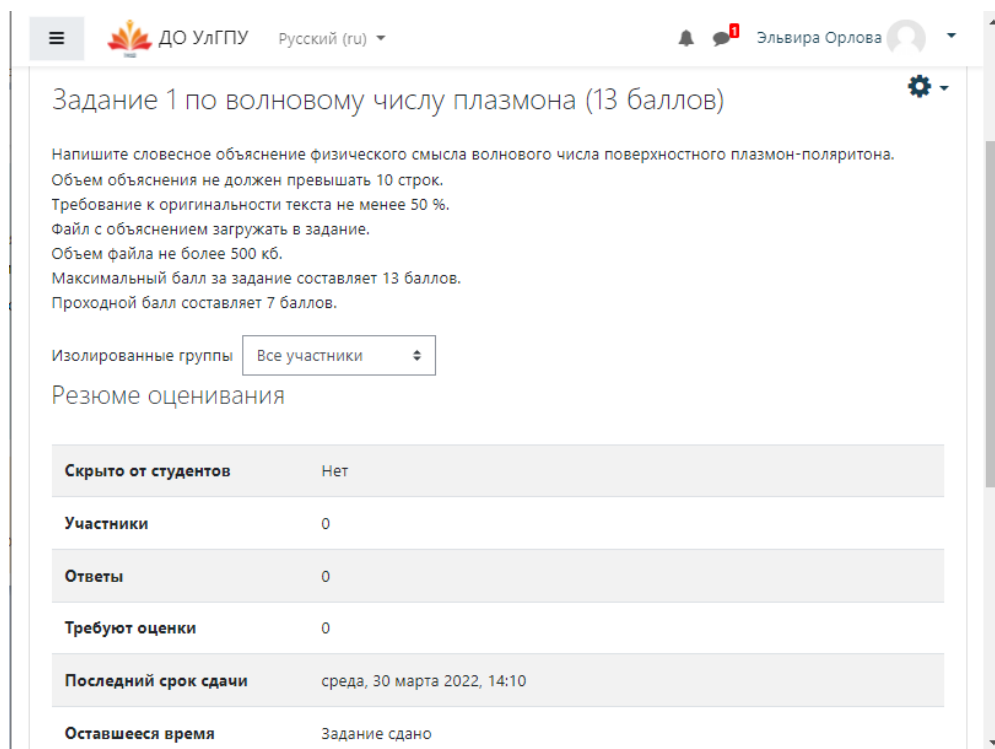 ДО УлГПУ Русский (ru) 1 Эльвира Орлова
Задание 1 по волновому числу плазмона (13 баллов)
Напишите словесное объяснение физического смысла волнового числа поверхностного плазмон-поляритона.
Объем объяснения не должен превышать 10 строк.
Требование к оригинальности текста не менее 50 %.
Файл с объяснением загружать в задание.
Объем файла не более 500 кб.
Максимальный балл за задание составляет 13 баллов.
Проходной балл составляет 7 баллов.
Изолированные группы Все участники
Резюме оценивания
Скрыто от студентов Нет
Участники 0
Ответы 0
Требуют оценки 0
Последний срок сдачи среда, 30 марта 2022, 14:10
Оставшееся время Задание сдано